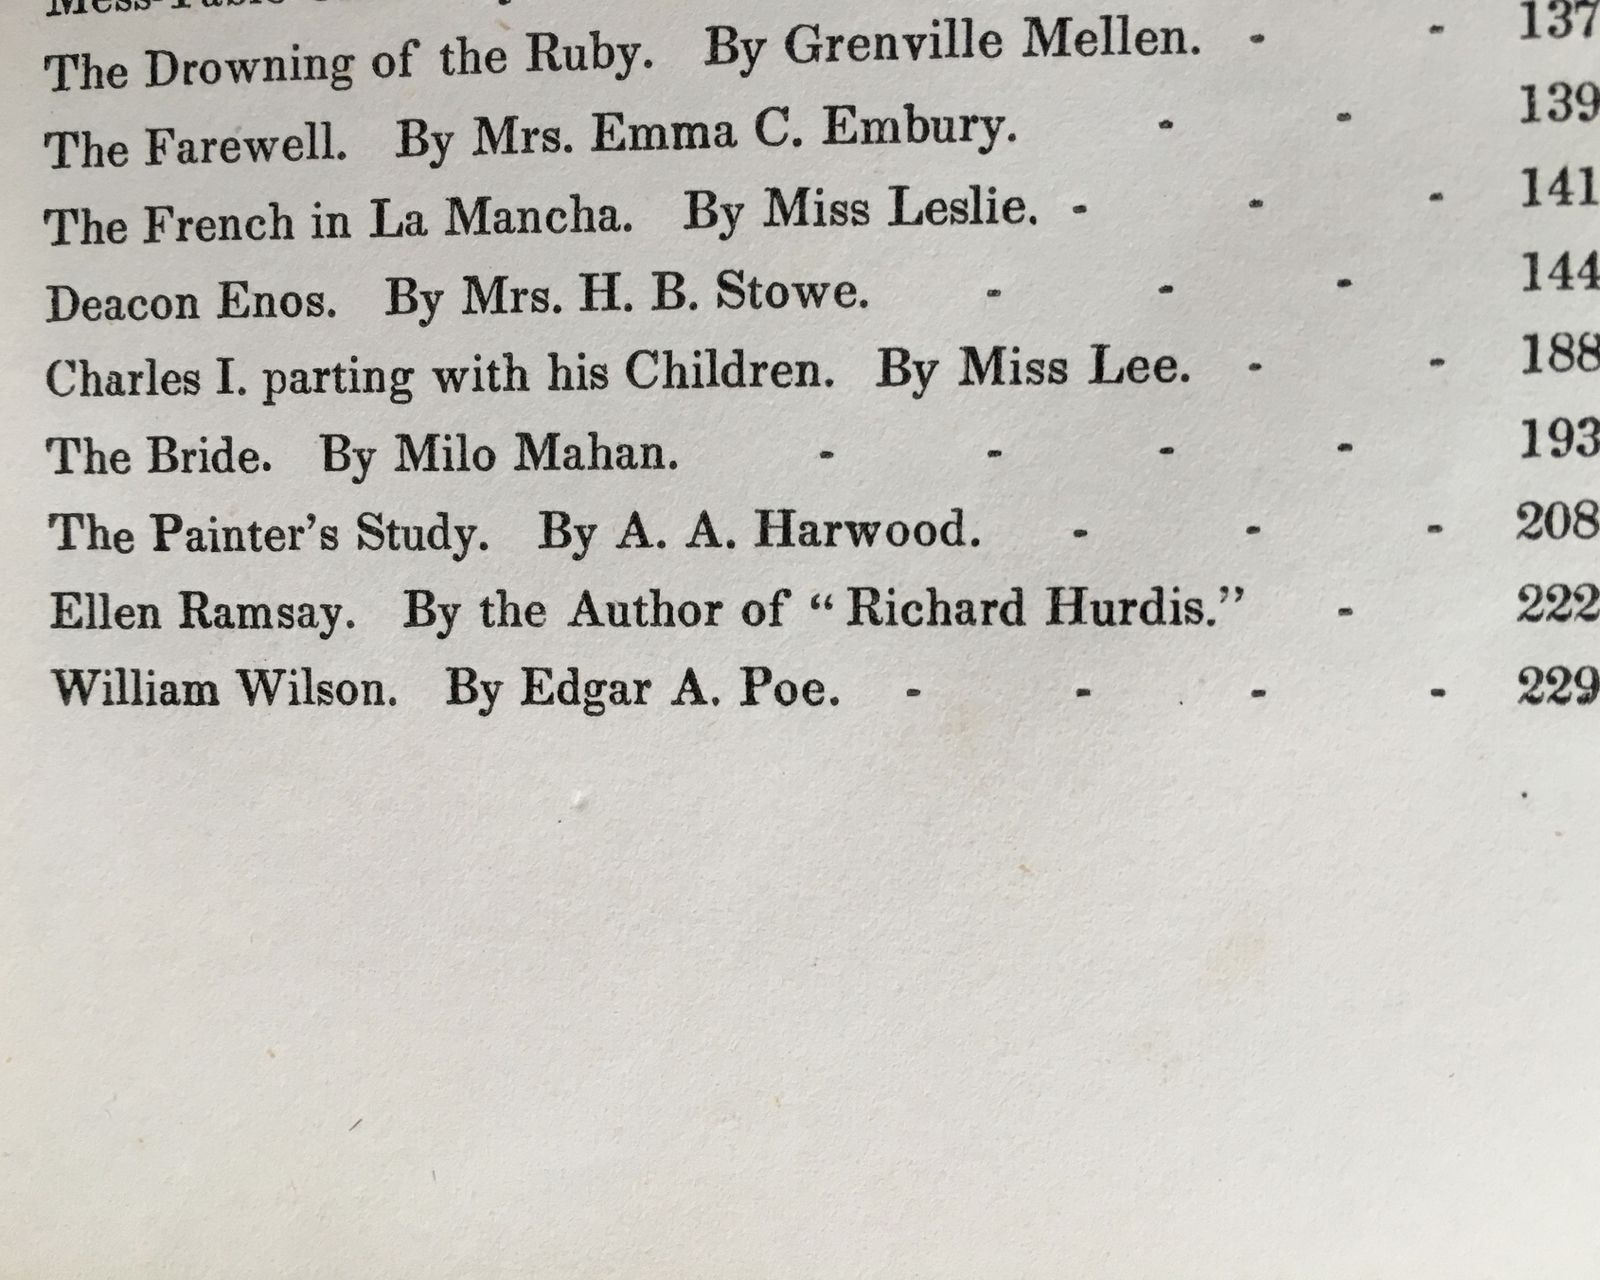 Mess-Table
The Drowning of the Ruby. By Grenville Mellen. - - 137
The Farewell. By Mrs. Emma C. Embury. - - 139
The French in La Mancha. By Miss Leslie. - - - 141
Deacon Enos. By Mrs. H. B. Stowe. - - - 144
Charles I. parting with his Children. By Miss Lee. - - 188
The Bride. By Milo Mahan. - - - - 193
The Painter's Study. By A. A. Harwood. - - - 208
Ellen Ramsay. By the Author of “Richard Hurdis.” - 222
William Wilson. By Edgar A. Poe. - - - - 229